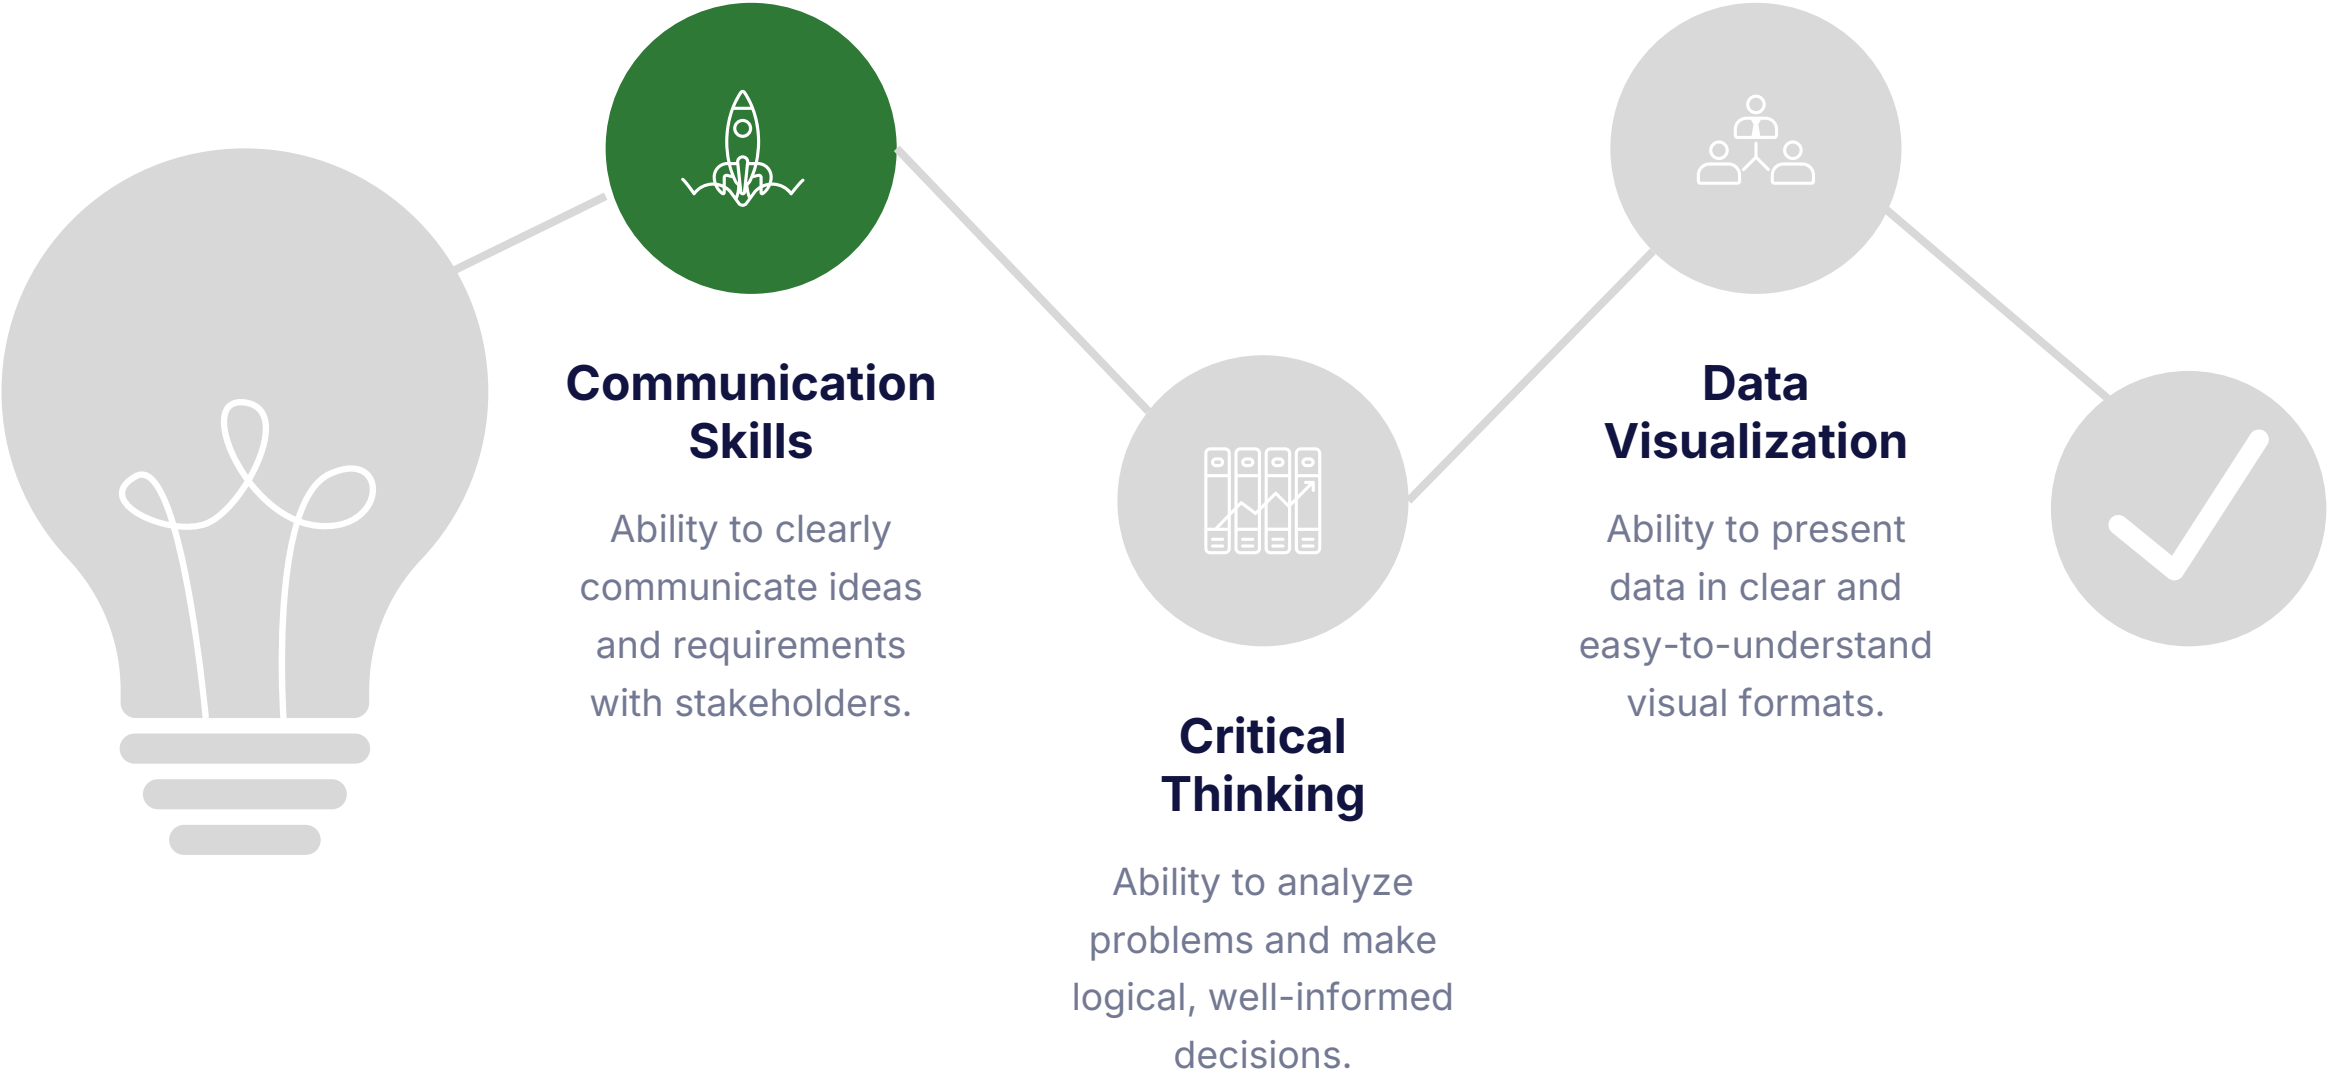 Communication
Skills
Ability to clearly
communicate ideas
and requirements
with stakeholders.
Critical
Thinking
Ability to analyze
problems and make
logical, well-informed
decisions.
Data
Visualization
Ability to present
data in clear and
easy-to-understand
visual formats.